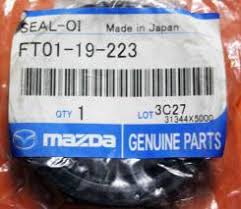 SEAL-OI Made in Japan
FT01-19-223
QTY 1 LOT 3C27
31344X5000
mazda GENUINE PARTS